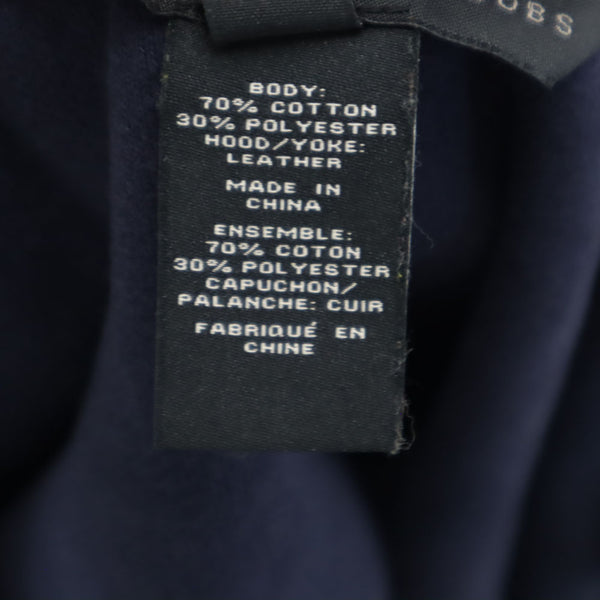 OBS
BODY:
70% COTTON
30% POLYESTER
HOOD/YOKE:
LEATHER
MADE IN
CHINA
ENSEMBLE:
70% COTON
30% POLYESTER
CAPUCHON/
PALANCHE: CUIR
FABRIQUÉ EN
CHINE